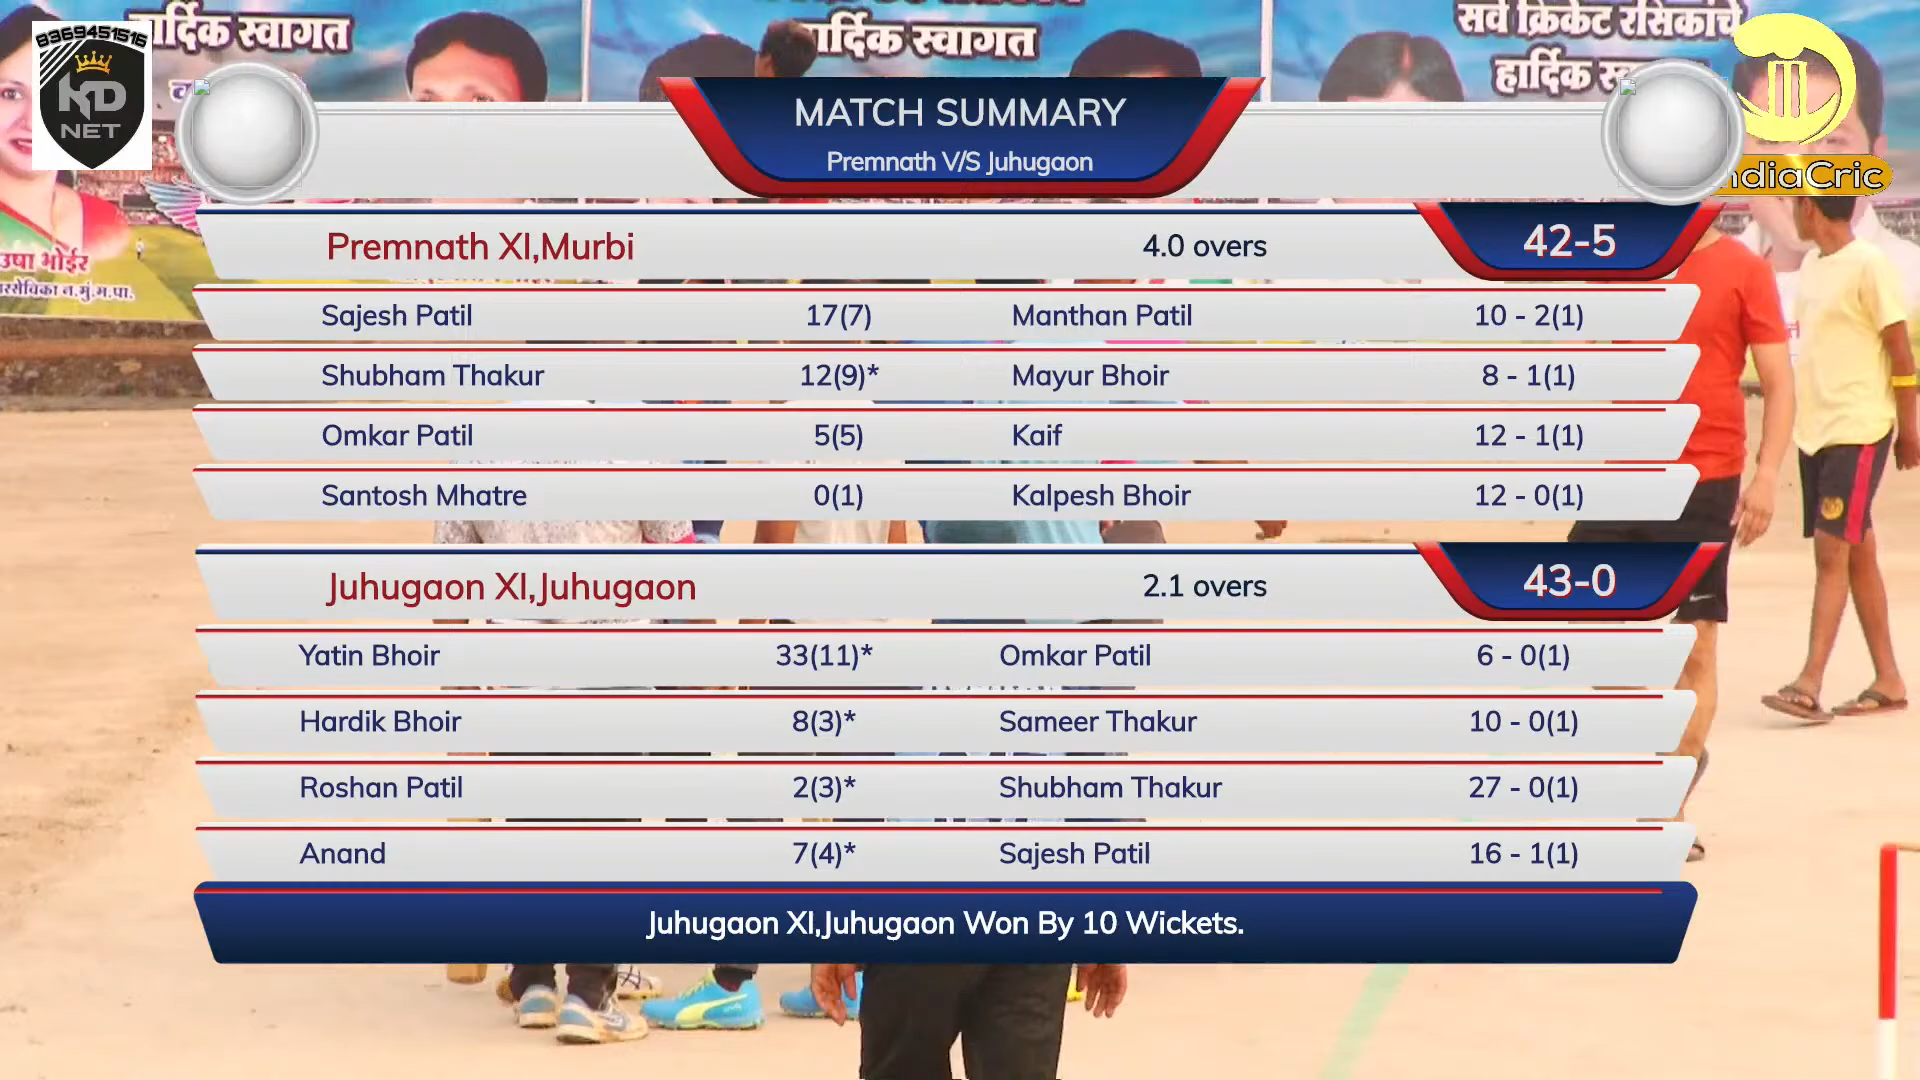 8369451516
KD
NET
हार्दिक स्वागत
हार्दिक स्वागत
सर्व क्रिकेट रसिकांचे
हार्दिक
ndiaCric
उषा भोईर
MATCH SUMMARY
Premnath V/S Juhugaon
Premnath XI,Murbi 4.0 overs 42-5
Sajesh Patil 17(7) Manthan Patil 10 - 2(1)
Shubham Thakur 12(9)* Mayur Bhoir 8 - 1(1)
Omkar Patil 5(5) Kaif 12 - 1(1)
Santosh Mhatre 0(1) Kalpesh Bhoir 12 - 0(1)
Juhugaon XI,Juhugaon 2.1 overs 43-0
Yatin Bhoir 33(11)* Omkar Patil 6 - 0(1)
Hardik Bhoir 8(3)* Sameer Thakur 10 - 0(1)
Roshan Patil 2(3)* Shubham Thakur 27 - 0(1)
Anand 7(4)* Sajesh Patil 16 - 1(1)
Juhugaon XI,Juhugaon Won By 10 Wickets.